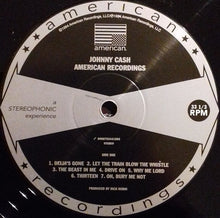 american
american
JOHNNY CASH
AMERICAN RECORDINGS
a
STEREOPHONIC
experience
33 1/3
RPM
SIDE ONE
1. DELIA'S GONE 2. LET THE TRAIN BLOW THE WHISTLE
3. THE BEAST IN ME 4. DRIVE ON 5. WHY ME LORD
6. THIRTEEN 7. OH, BURY ME NOT
PRODUCED BY RICK RUBIN
recordings